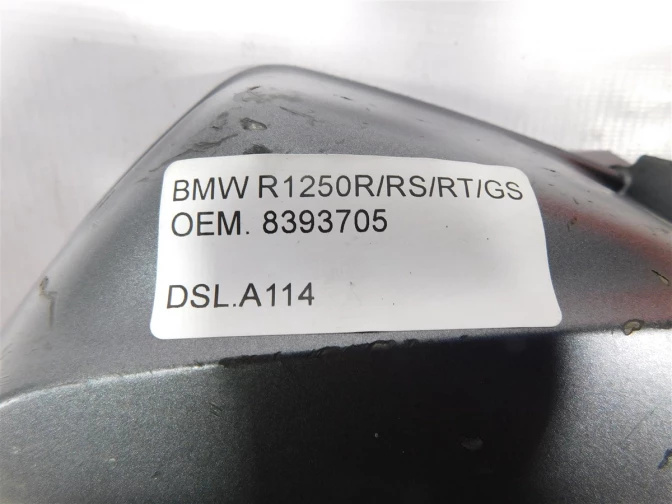 BMW R1250R/RS/RT/GS
OEM. 8393705
DSL.A114